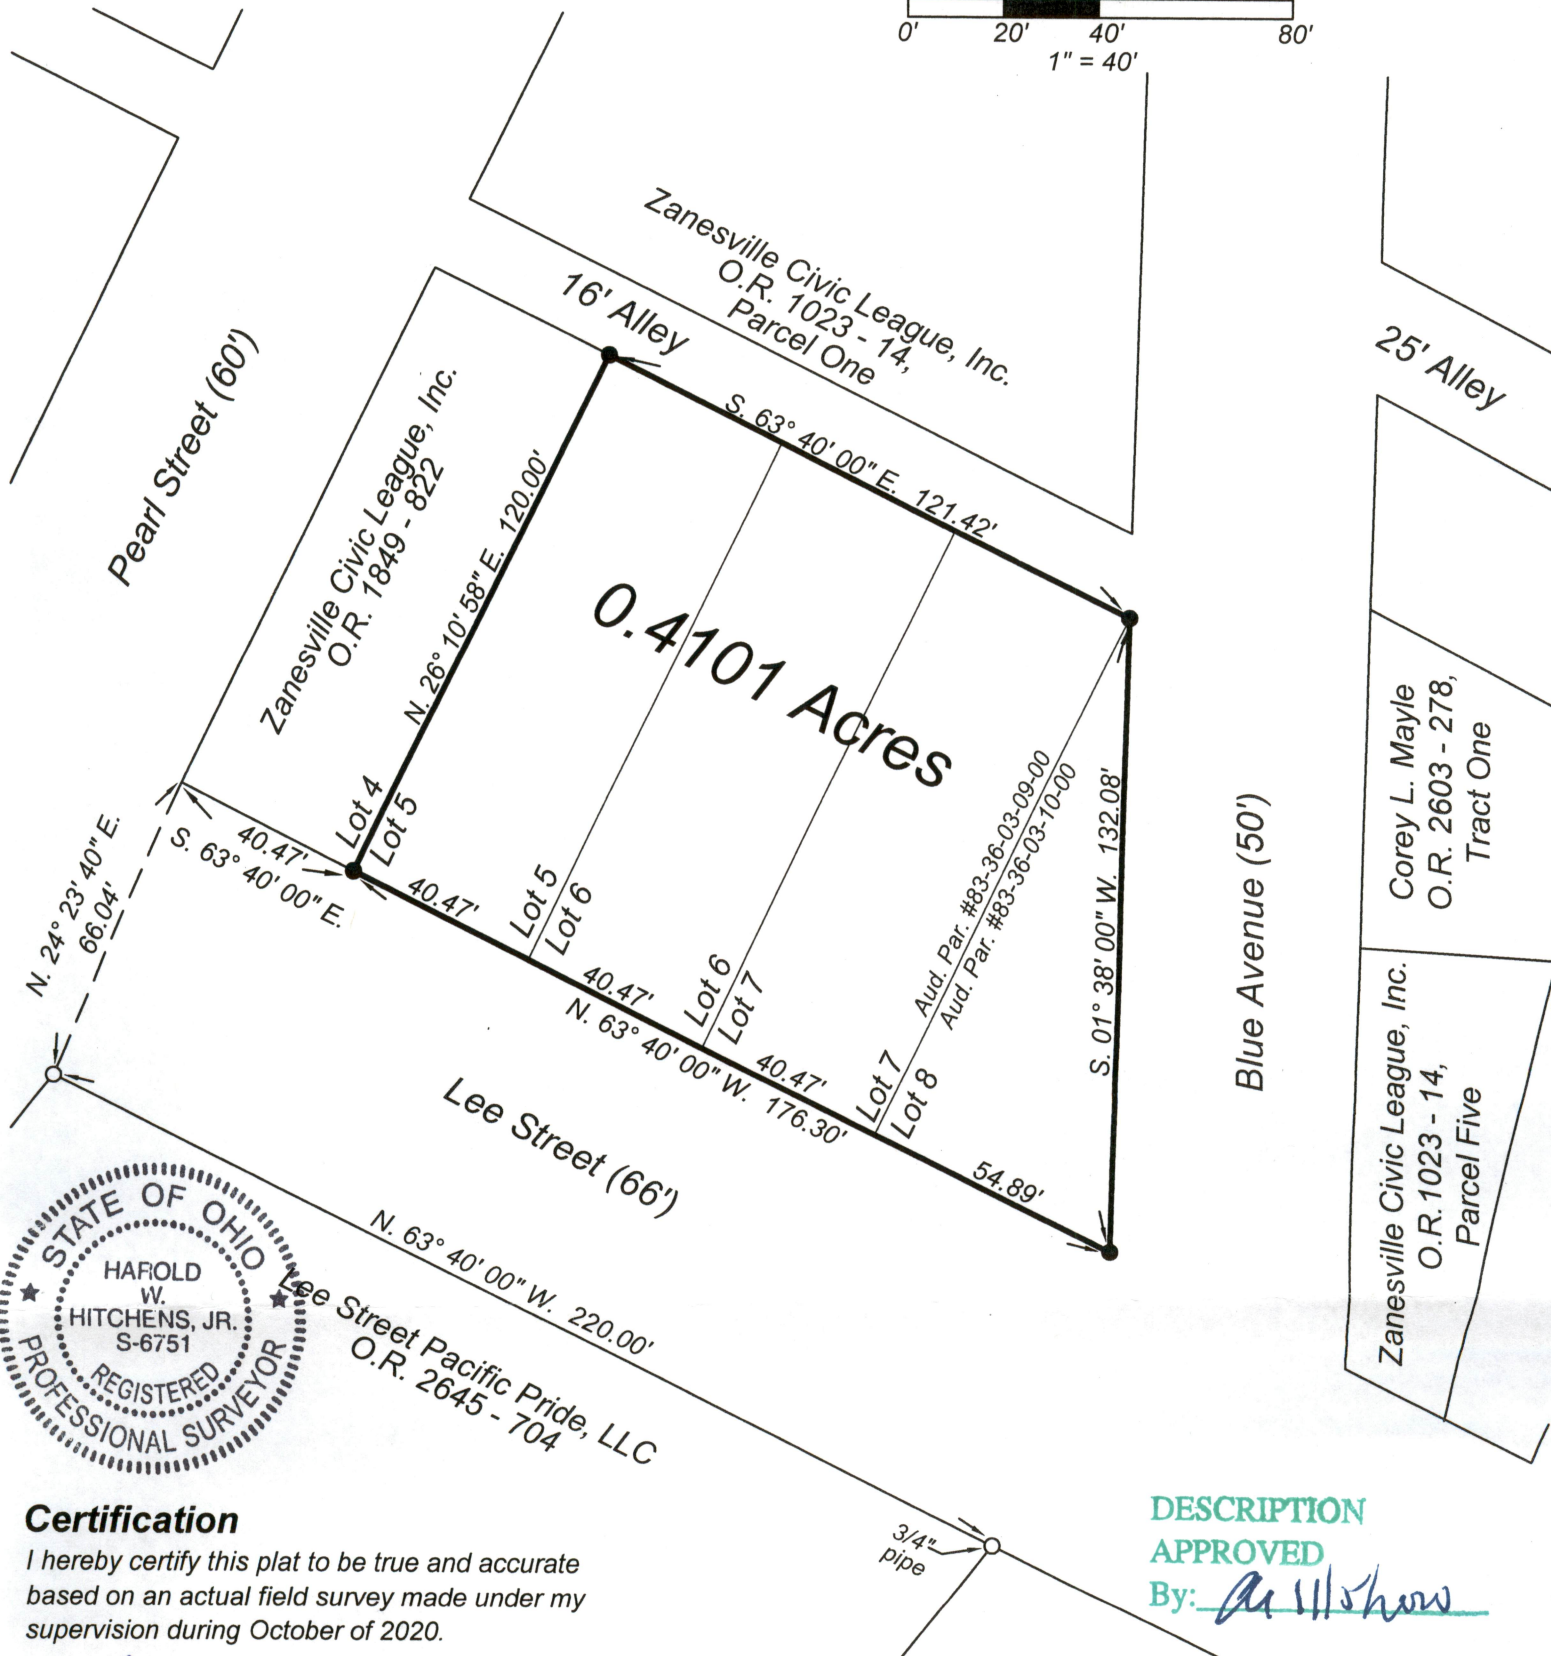 0' 20' 40' 80'
1" = 40'
Zanesville Civic League, Inc.
O.R. 1023 - 14,
Parcel One
16' Alley
25' Alley
Pearl Street (60')
Zanesville Civic League, Inc.
O.R. 1849 - 822
N. 26° 10' 58" E. 120.00'
S. 63° 40' 00" E. 121.42'
0.4101 Acres
Aud. Par. #83-36-03-09-00
Aud. Par. #83-36-03-10-00
S. 01° 38' 00" W. 132.08'
Blue Avenue (50')
Corey L. Mayle
O.R. 2603 - 278,
Tract One
Zanesville Civic League, Inc.
O.R.1023 - 14,
Parcel Five
Lot 4
Lot 5
40.47'
S. 63° 40' 00" E.
N. 24° 23' 40" E.
66.04'
40.47'
Lot 5
Lot 6
40.47'
Lot 6
Lot 7
N. 63° 40' 00" W. 176.30'
40.47'
Lot 7
Lot 8
54.89'
Lee Street (66')
N. 63° 40' 00" W. 220.00'
Lee Street Pacific Pride, LLC
O.R. 2645 - 704
STATE OF OHIO
HAROLD
W.
HITCHENS, JR.
S-6751
REGISTERED
PROFESSIONAL SURVEYOR
3/4"
pipe
Certification
I hereby certify this plat to be true and accurate
based on an actual field survey made under my
supervision during October of 2020.
DESCRIPTION
APPROVED
By: